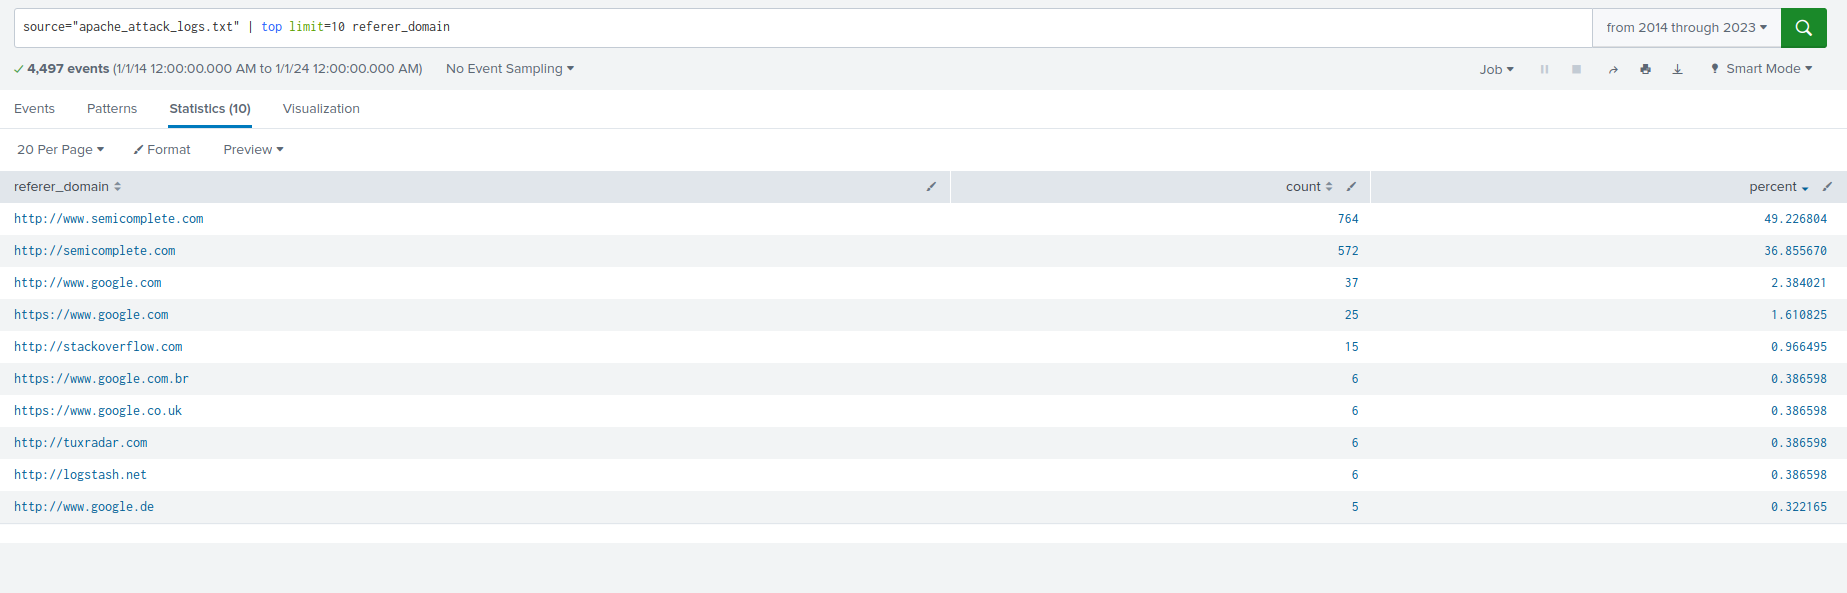 source="apache_attack_logs.txt" | top limit=10 referer_domain from 2014 through 2023
4,497 events (1/1/14 12:00:00.000 AM to 1/1/24 12:00:00.000 AM) No Event Sampling Job Smart Mode
Events Patterns Statistics (10) Visualization
20 Per Page Format Preview
referer_domain count percent
http://www.semicomplete.com 764 49.226804
http://semicomplete.com 572 36.855670
http://www.google.com 37 2.384021
https://www.google.com 25 1.610825
http://stackoverflow.com 15 0.966495
https://www.google.com.br 6 0.386598
https://www.google.co.uk 6 0.386598
http://tuxradar.com 6 0.386598
http://logstash.net 6 0.386598
http://www.google.de 5 0.322165